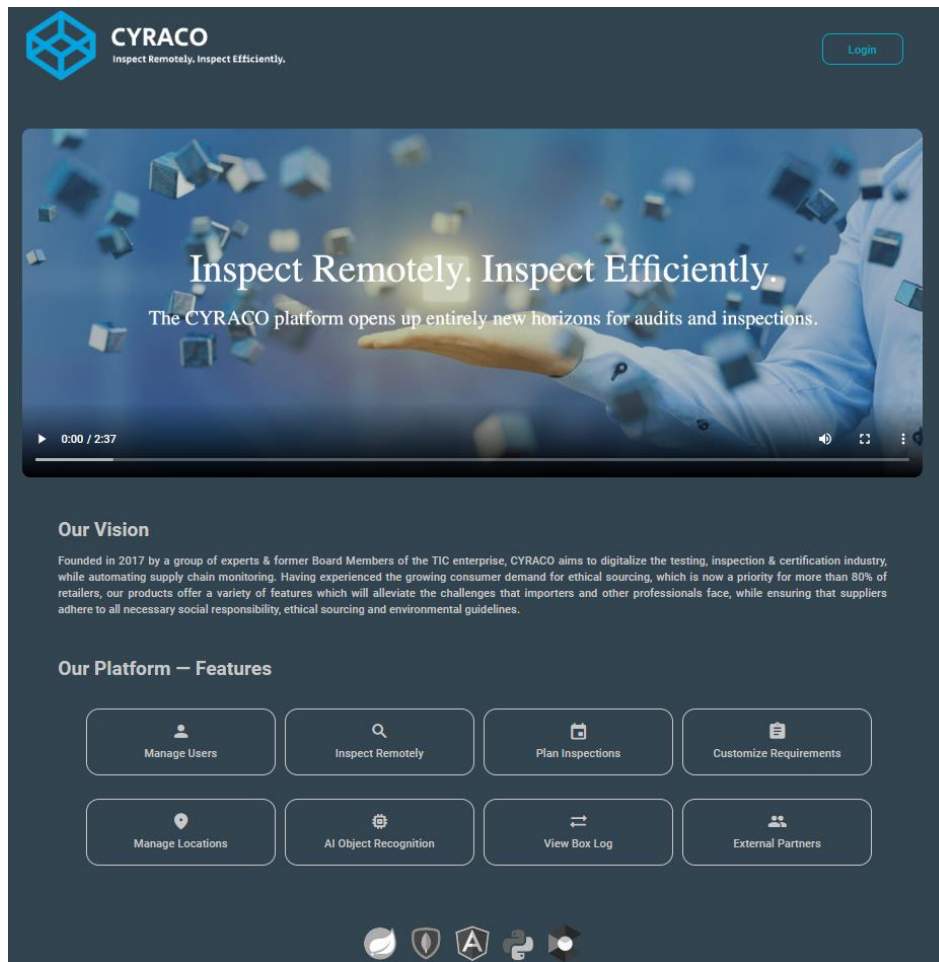 CYRACO
Inspect Remotely. Inspect Efficiently.
Login
Inspect Remotely. Inspect Efficiently.
The CYRACO platform opens up entirely new horizons for audits and inspections.
0:00 / 2:37
Our Vision
Founded in 2017 by a group of experts & former Board Members of the TIC enterprise, CYRACO aims to digitalize the testing, inspection & certification industry,
while automating supply chain monitoring. Having experienced the growing consumer demand for ethical sourcing, which is now a priority for more than 80% of
retailers, our products offer a variety of features which will alleviate the challenges that importers and other professionals face, while ensuring that suppliers
adhere to all necessary social responsibility, ethical sourcing and environmental guidelines.
Our Platform — Features
Manage Users
Inspect Remotely
Plan Inspections
Customize Requirements
Manage Locations
AI Object Recognition
View Box Log
External Partners